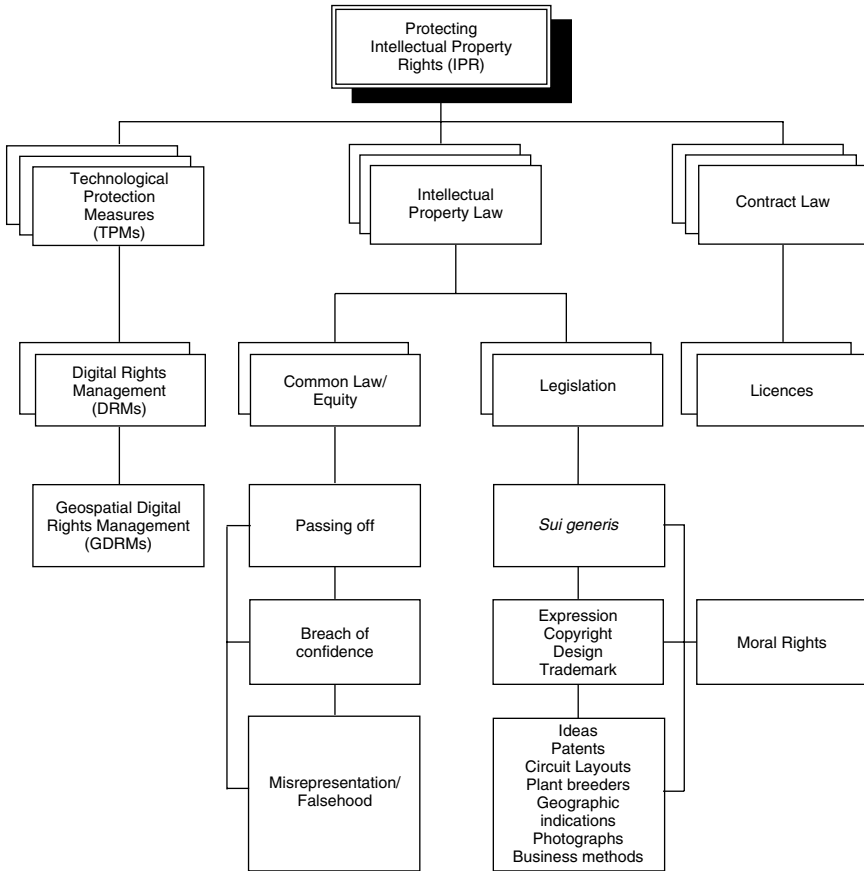 Protecting
Intellectual Property
Rights (IPR)
Technological
Protection
Measures
(TPMs)
Intellectual
Property Law
Contract Law
Digital Rights
Management
(DRMs)
Common Law/
Equity
Legislation
Licences
Geospatial Digital
Rights Management
(GDRMs)
Passing off
Sui generis
Breach of
confidence
Expression
Copyright
Design
Trademark
Moral Rights
Misrepresentation/
Falsehood
Ideas
Patents
Circuit Layouts
Plant breeders
Geographic
indications
Photographs
Business methods